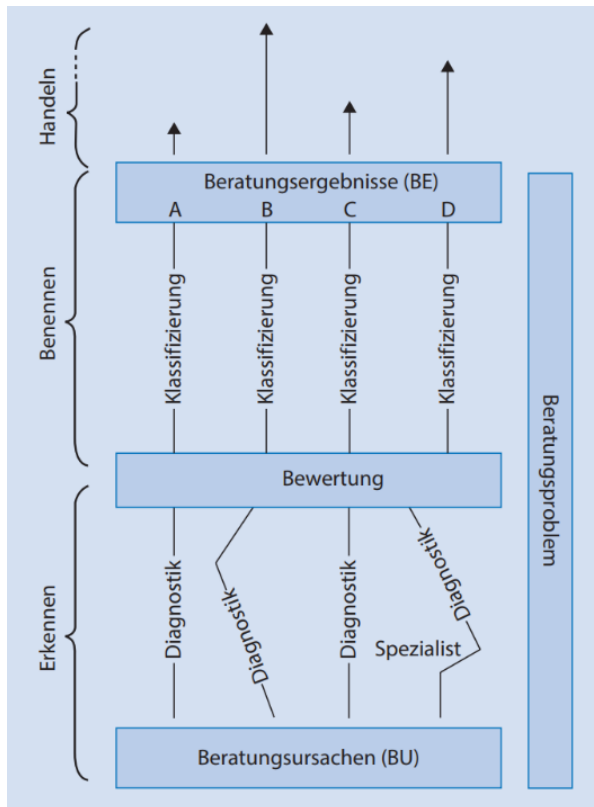 Handeln
Beratungsergebnisse (BE)
A B C D
Benennen
Klassifizierung
Klassifizierung
Klassifizierung
Klassifizierung
Bewertung
Beratungsproblem
Erkennen
Diagnostik
Diagnostik
Diagnostik
Diagnostik
Spezialist
Beratungsursachen (BU)